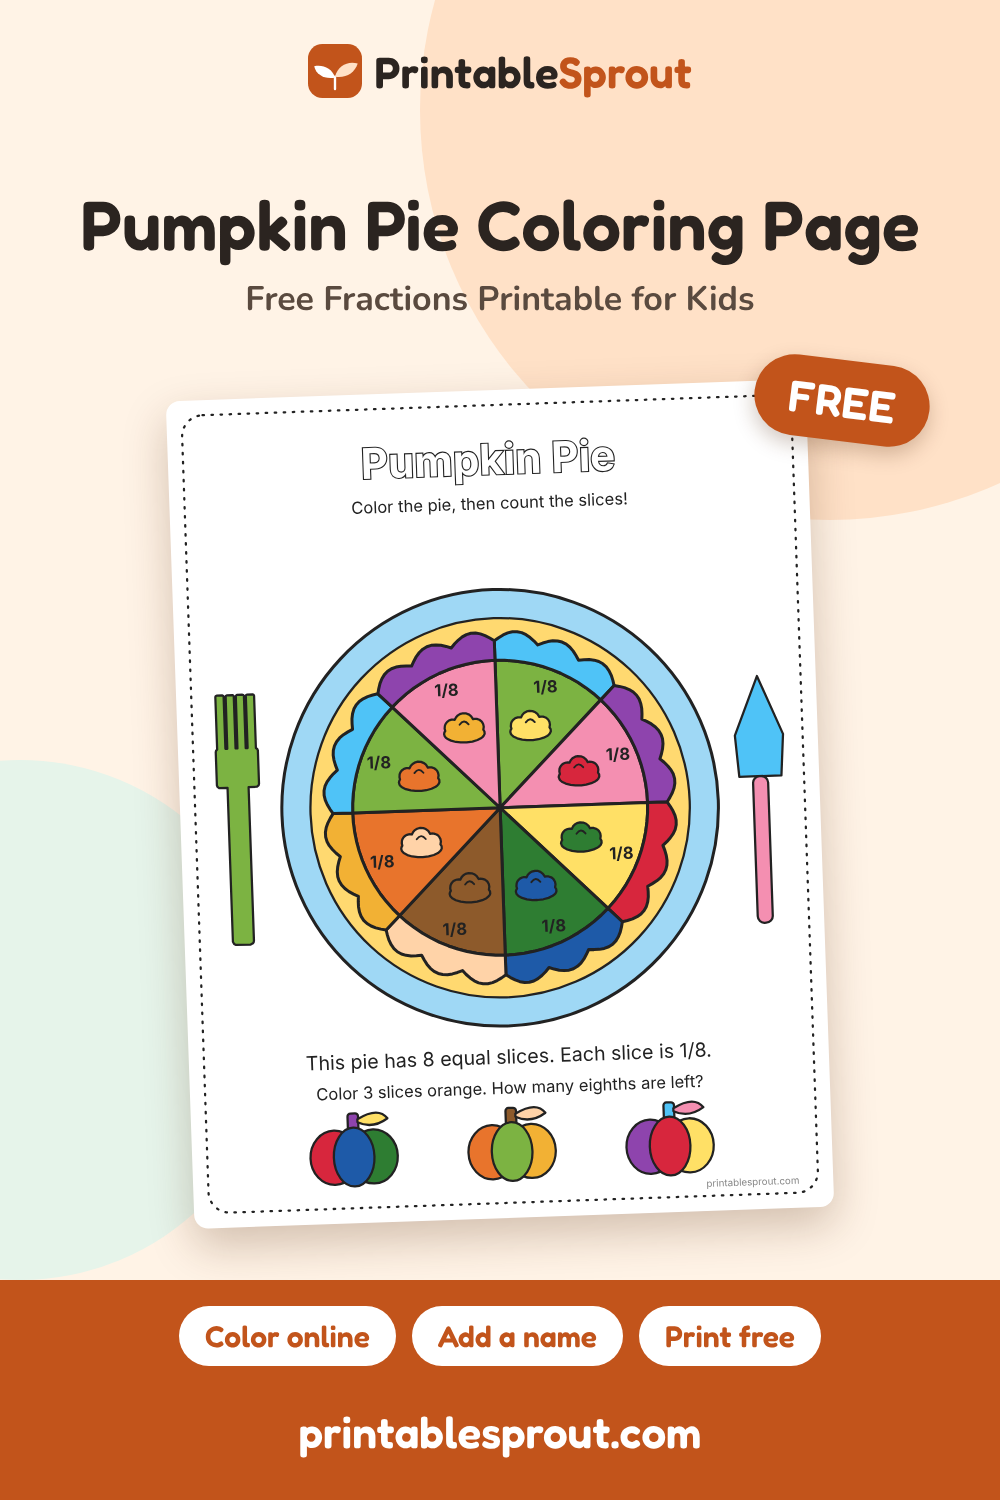 PrintableSprout
Pumpkin Pie Coloring Page
Free Fractions Printable for Kids
FREE
Pumpkin Pie
Color the pie, then count the slices!
1/8
1/8
1/8
1/8
1/8
1/8
1/8
1/8
This pie has 8 equal slices. Each slice is 1/8.
Color 3 slices orange. How many eighths are left?
printablesprout.com
Color online
Add a name
Print free
printablesprout.com